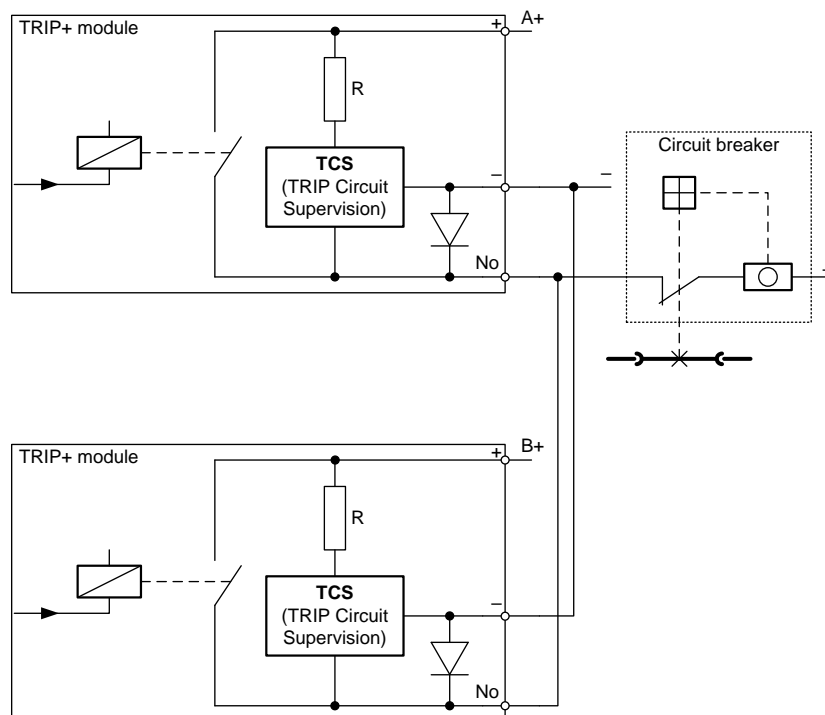 TRIP+ module
+
A+
R
TCS
(TRIP Circuit
Supervision)
–
–
No
Circuit breaker
–
TRIP+ module
+
B+
R
TCS
(TRIP Circuit
Supervision)
–
No